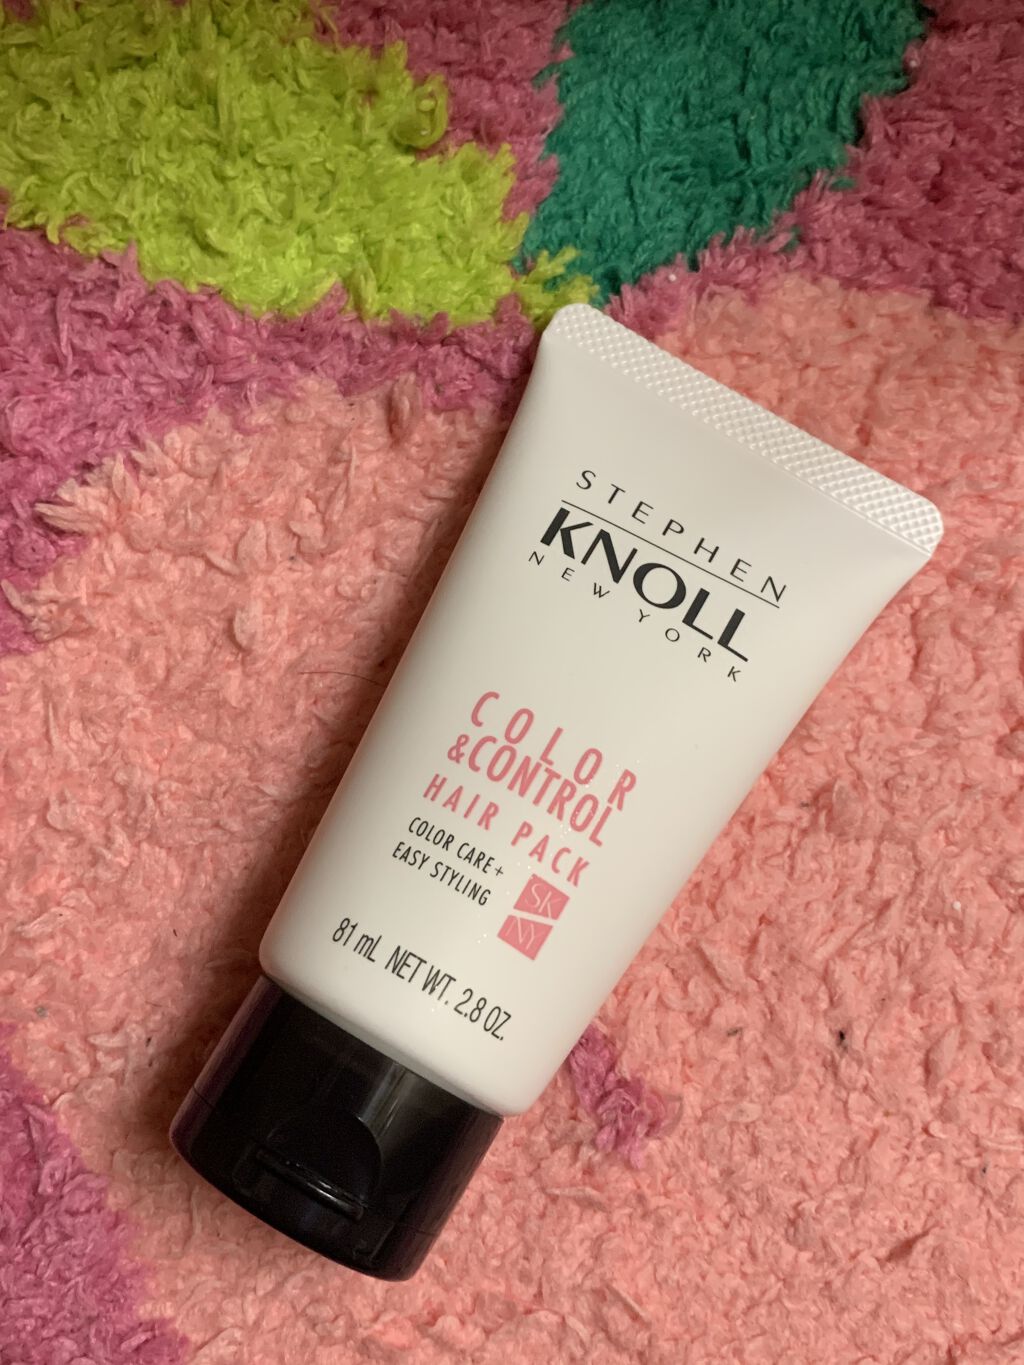 STEPHEN
KNOLL
NEW YORK
COLOR
&CONTROL
HAIR PACK
COLOR CARE+
EASY STYLING
SK
NY
81 mL NET WT. 2.8 OZ.